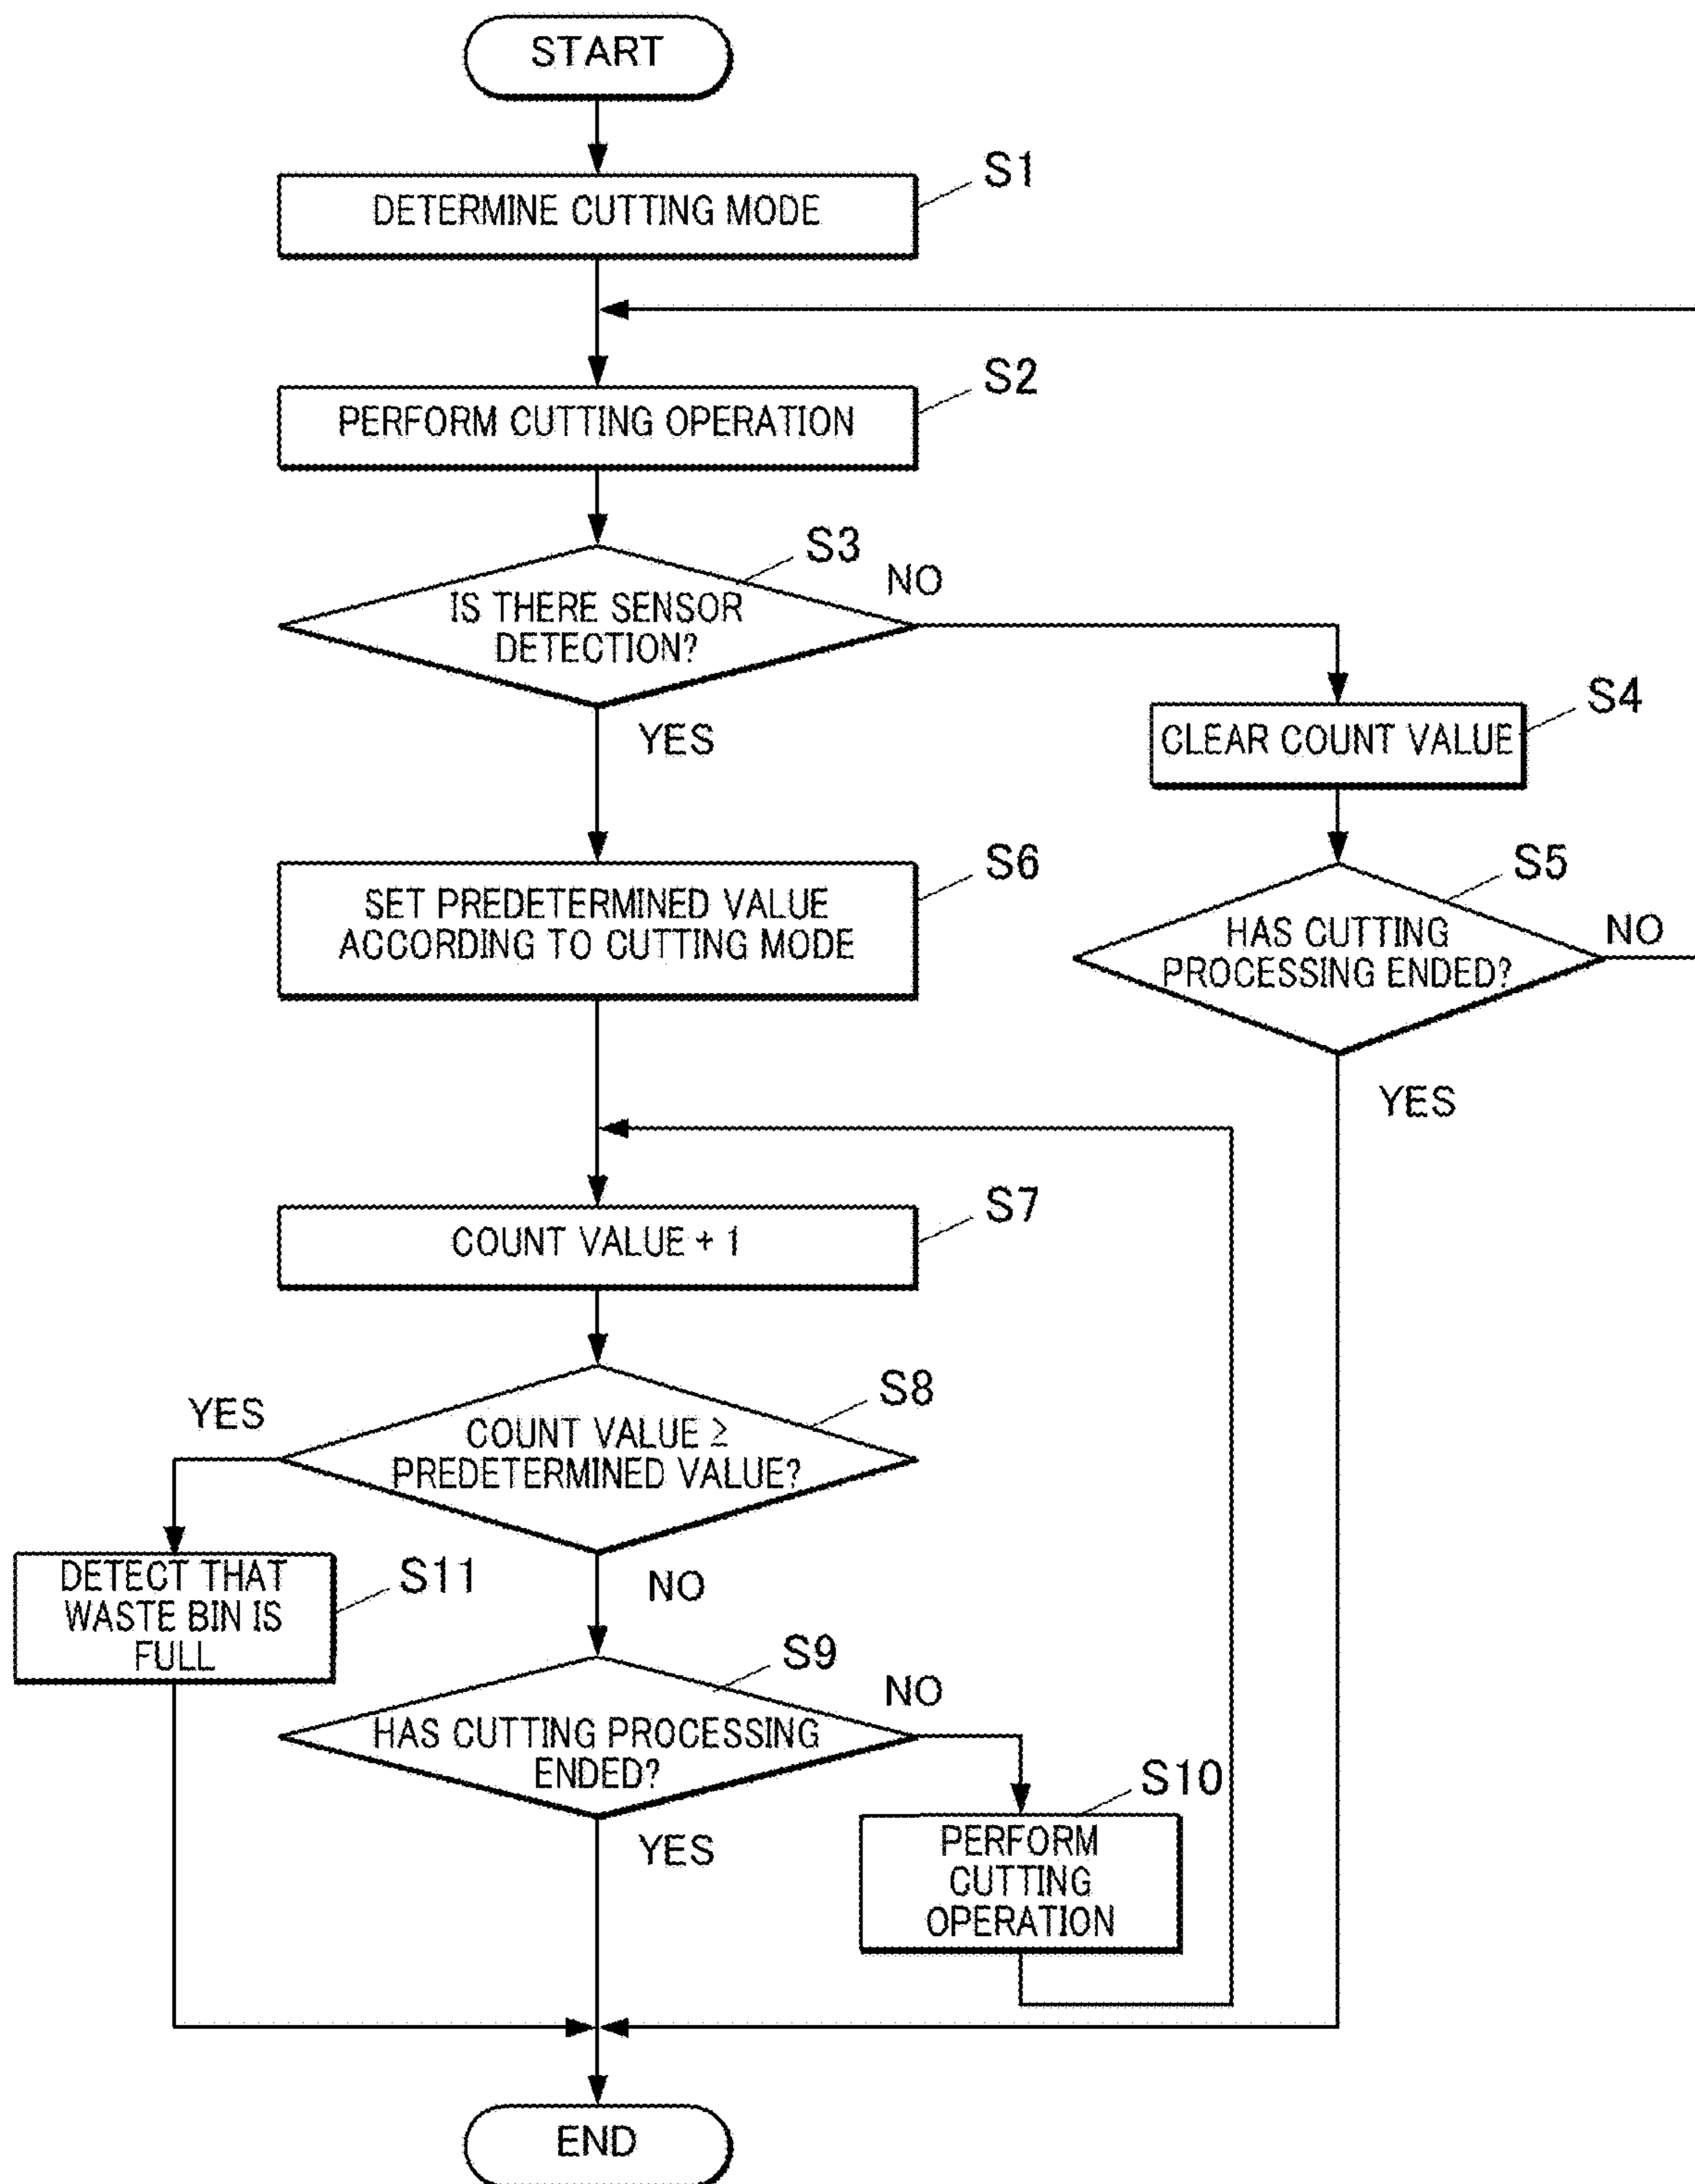 START
DETERMINE CUTTING MODE
S1
PERFORM CUTTING OPERATION
S2
IS THERE SENSOR
DETECTION?
S3
NO
YES
CLEAR COUNT VALUE
S4
HAS CUTTING
PROCESSING ENDED?
S5
NO
YES
SET PREDETERMINED VALUE
ACCORDING TO CUTTING MODE
S6
COUNT VALUE + 1
S7
COUNT VALUE ≥
PREDETERMINED VALUE?
S8
YES
NO
DETECT THAT
WASTE BIN IS
FULL
S11
HAS CUTTING PROCESSING
ENDED?
S9
NO
YES
PERFORM
CUTTING
OPERATION
S10
END